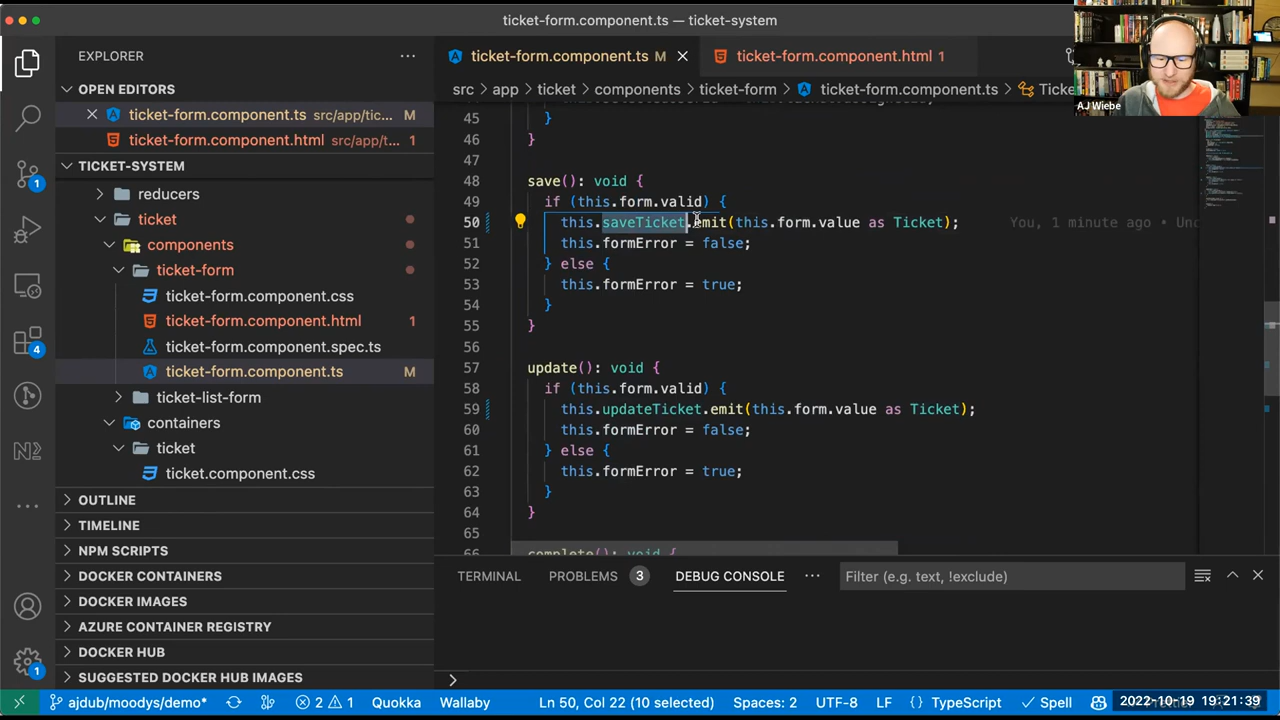 ticket-form.component.ts — ticket-system
EXPLORER
OPEN EDITORS
ticket-form.component.ts src/app/tic... M
ticket-form.component.html src/app/t... 1
TICKET-SYSTEM
reducers
ticket
components
ticket-form
ticket-form.component.css
ticket-form.component.html 1
ticket-form.component.spec.ts
ticket-form.component.ts M
ticket-list-form
containers
ticket
ticket.component.css
OUTLINE
TIMELINE
NPM SCRIPTS
DOCKER CONTAINERS
DOCKER IMAGES
AZURE CONTAINER REGISTRY
DOCKER HUB
SUGGESTED DOCKER HUB IMAGES
1
4
1
ticket-form.component.ts M
ticket-form.component.html 1
src > app > ticket > components > ticket-form > ticket-form.component.ts > Ticke
AJ Wiebe
45 }
46 }
47
48 save(): void {
49 if (this.form.valid) {
50 this.saveTicket.emit(this.form.value as Ticket); You, 1 minute ago • Unc
51 this.formError = false;
52 } else {
53 this.formError = true;
54 }
55 }
56
57 update(): void {
58 if (this.form.valid) {
59 this.updateTicket.emit(this.form.value as Ticket);
60 this.formError = false;
61 } else {
62 this.formError = true;
63 }
64 }
65
66 complete(): void {
TERMINAL PROBLEMS 3 DEBUG CONSOLE ... Filter (e.g. text, !exclude)
>
ajdub/moodys/demo* 2 1 Quokka Wallaby Ln 50, Col 22 (10 selected) Spaces: 2 UTF-8 LF {} TypeScript Spell 2022-10-19 19:21:39